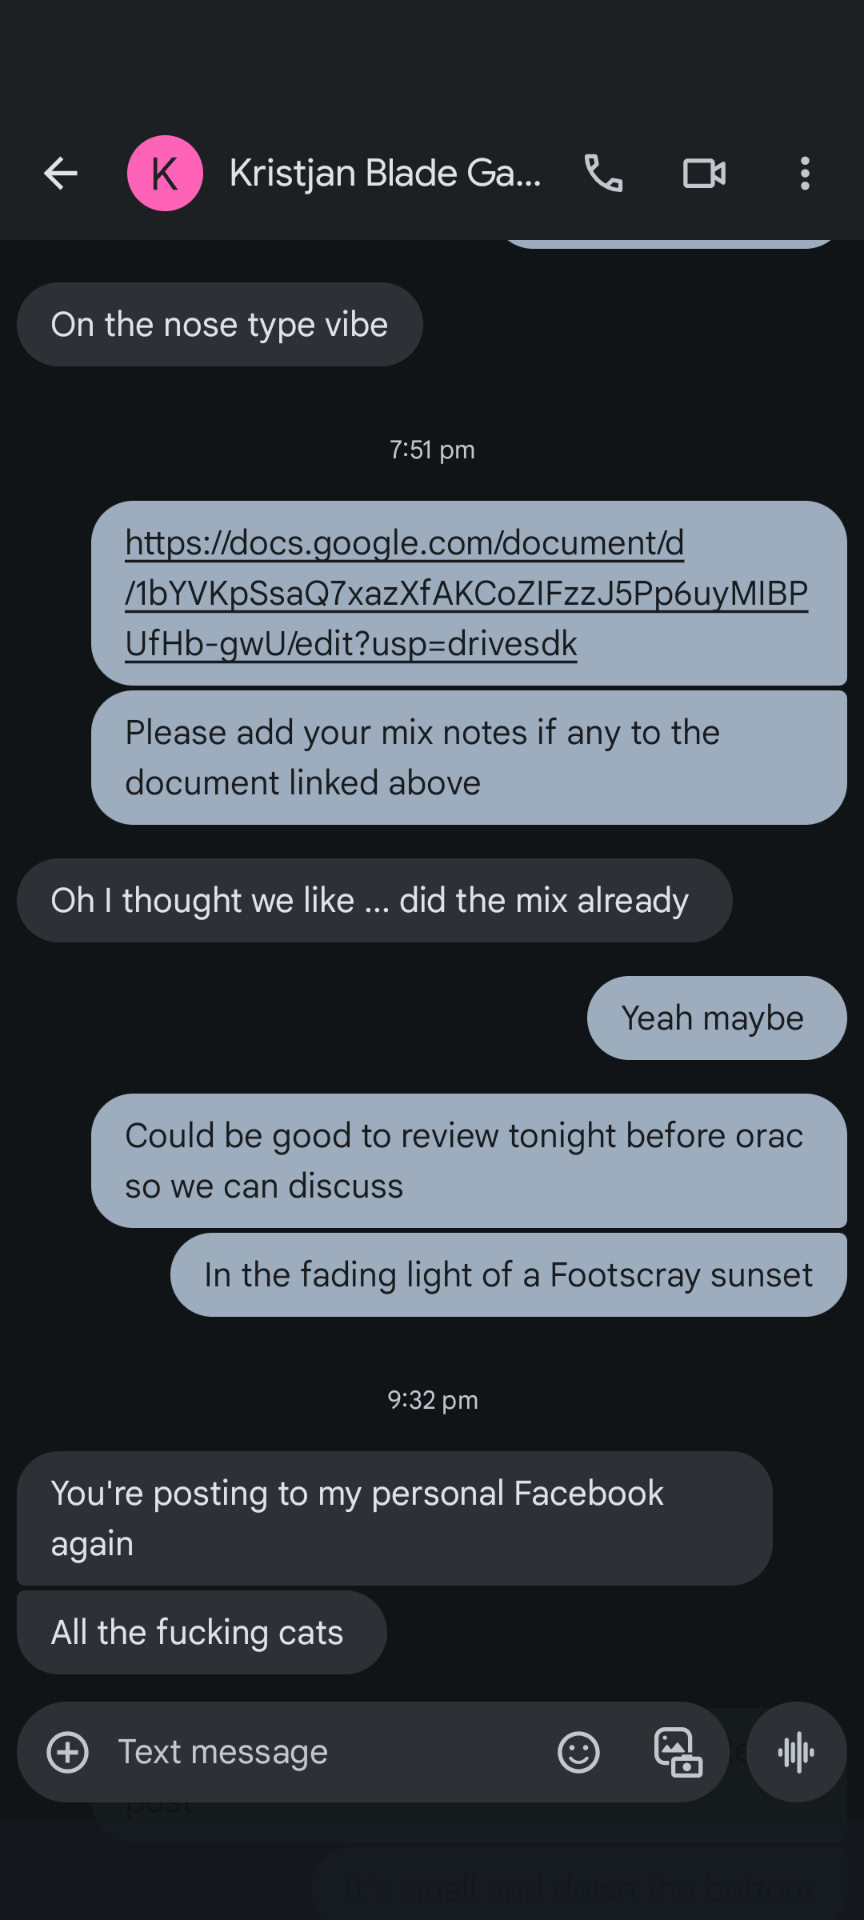 K
Kristjan Blade Ga...
On the nose type vibe
7:51 pm
https://docs.google.com/document/d
/1bYVKpSsaQ7xazXfAKCoZIFzzJ5Pp6uyMIBP
UfHb-gwU/edit?usp=drivesdk
Please add your mix notes if any to the
document linked above
Oh I thought we like ... did the mix already
Yeah maybe
Could be good to review tonight before orac
so we can discuss
In the fading light of a Footscray sunset
9:32 pm
You're posting to my personal Facebook
again
All the fucking cats
Text message
post
It's small and down the bottom